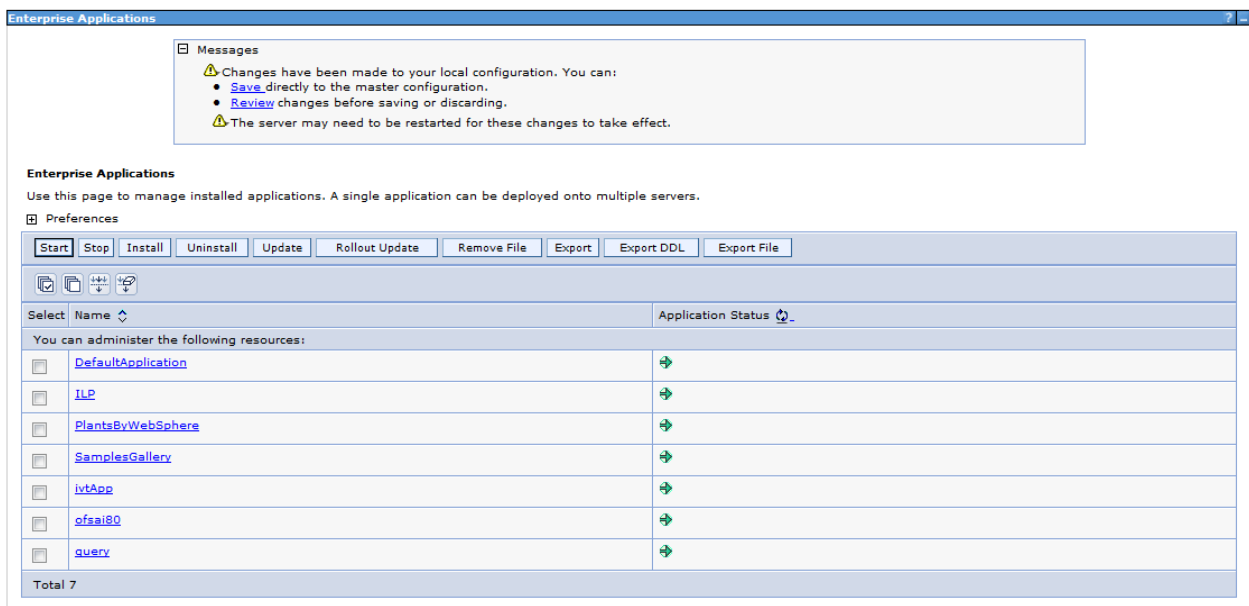 Enterprise Applications
Messages
Changes have been made to your local configuration. You can:
Save directly to the master configuration.
Review changes before saving or discarding.
The server may need to be restarted for these changes to take effect.
Enterprise Applications
Use this page to manage installed applications. A single application can be deployed onto multiple servers.
Preferences
Start Stop Install Uninstall Update Rollout Update Remove File Export Export DDL Export File
Select Name Application Status
You can administer the following resources:
DefaultApplication
ILP
PlantsByWebSphere
SamplesGallery
ivtApp
ofsai80
query
Total 7